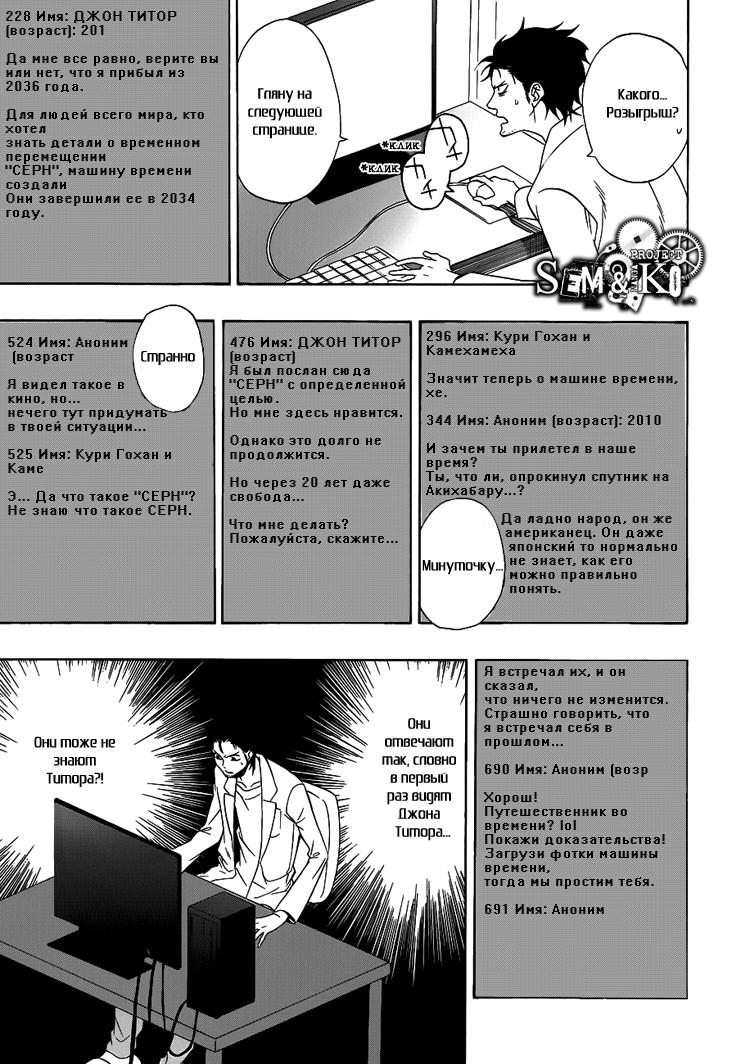 Какого...
Розыгрыш?
Гляну на
следующей
странице.
*клик
*клик
カチ
カチ
228 Имя: ДЖОН ТИТОР
(возраст): 201
Да мне все равно, верите вы
или нет, что я прибыл из
2036 года.
Для людей всего мира, кто
хотел
знать детали о временном
перемещении
"СЕРН", машину времени
создали
Они завершили ее в 2034
году.
PROJECT
SEM & KO
296 Имя: Кури Гохан и
Камехамеха
Значит теперь о машине времени,
хе.
344 Имя: Аноним (возраст): 2010
И зачем ты прилетел в наше
время?
Ты, что ли, опрокинул спутник на
Акихабару...?
Да ладно народ, он же
американец. Он даже
японский то нормально
не знает, как его
можно правильно
понять.
Минуточку...
476 Имя: ДЖОН ТИТОР
(возраст)
Я был послан сюда
"СЕРН" с определенной
целью.
Но мне здесь нравится.
Однако это долго не
продолжится.
Но через 20 лет даже
свобода...
Что мне делать?
Пожалуйста, скажите...
Странно
524 Имя: Аноним
(возраст
Я видел такое в
кино, но...
нечего тут придумать
в твоей ситуации...
525 Имя: Кури Гохан и
Каме
Э... Да что такое "СЕРН"?
Не знаю что такое СЕРН.
Я встречал их, и он
сказал,
что ничего не изменится.
Страшно говорить, что
я встречал себя в
прошлом...
690 Имя: Аноним (возр
Хорош!
Путешественник во
времени? lol
Покажи доказательства!
Загрузи фотки машины
времени,
тогда мы простим тебя.
691 Имя: Аноним
Они
отвечают
так, словно
в первый
раз видят
Джона
Титора...
Они тоже не
знают
Титора?!